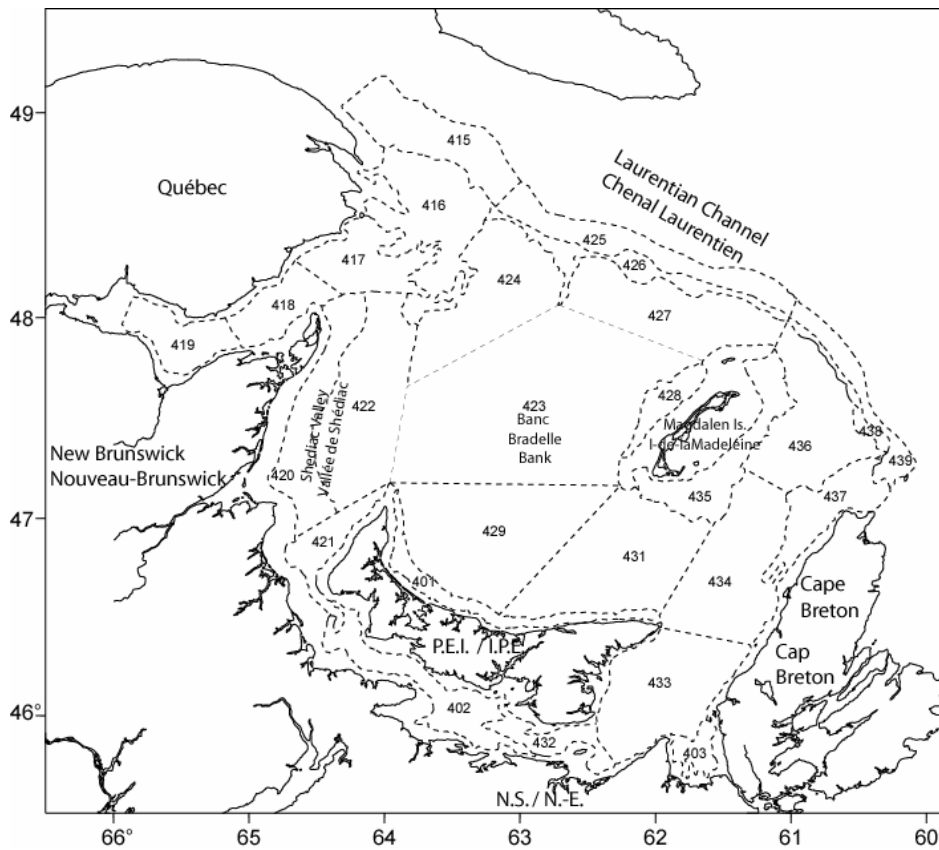 49
415
Québec
416
Laurentian Channel
Chenal Laurentien
417
425
426
424
418
427
48
419
428
422
423
Banc
Bradelle
Bank
Magdalen Is.
I-de-laMadeleine
436
438
Shediac Valley
Vallée de Shédiac
New Brunswick
Nouveau-Brunswick
420
439
435
437
47
429
421
431
434
401
Cape
Breton
P.E.I. / I.P.E.
Cap
Breton
433
46°
402
432
403
N.S. / N.-E.
66° 65 64 63 62 61 60